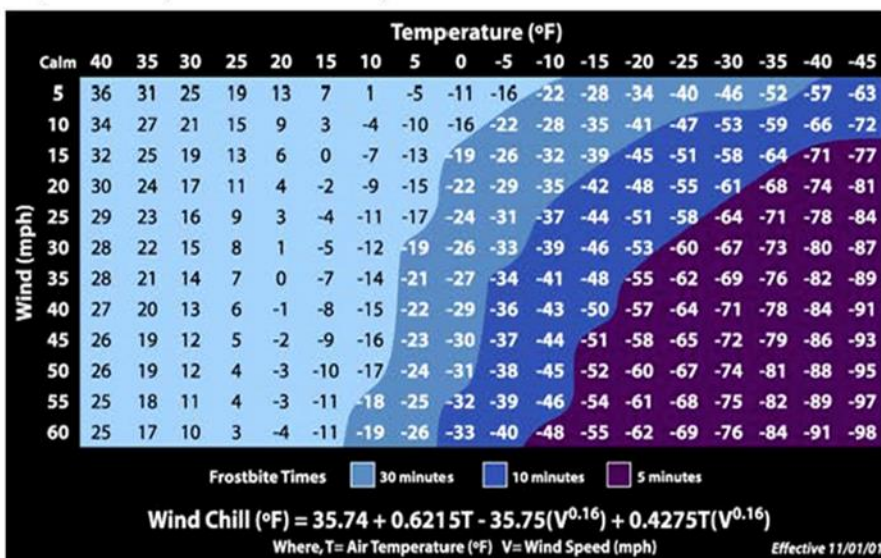 Temperature (ºF)
Calm 40 35 30 25 20 15 10 5 0 -5 -10 -15 -20 -25 -30 -35 -40 -45
Wind (mph)
5 36 31 25 19 13 7 1 -5 -11 -16 -22 -28 -34 -40 -46 -52 -57 -63
10 34 27 21 15 9 3 -4 -10 -16 -22 -28 -35 -41 -47 -53 -59 -66 -72
15 32 25 19 13 6 0 -7 -13 -19 -26 -32 -39 -45 -51 -58 -64 -71 -77
20 30 24 17 11 4 -2 -9 -15 -22 -29 -35 -42 -48 -55 -61 -68 -74 -81
25 29 23 16 9 3 -4 -11 -17 -24 -31 -37 -44 -51 -58 -64 -71 -78 -84
30 28 22 15 8 1 -5 -12 -19 -26 -33 -39 -46 -53 -60 -67 -73 -80 -87
35 28 21 14 7 0 -7 -14 -21 -27 -34 -41 -48 -55 -62 -69 -76 -82 -89
40 27 20 13 6 -1 -8 -15 -22 -29 -36 -43 -50 -57 -64 -71 -78 -84 -91
45 26 19 12 5 -2 -9 -16 -23 -30 -37 -44 -51 -58 -65 -72 -79 -86 -93
50 26 19 12 4 -3 -10 -17 -24 -31 -38 -45 -52 -60 -67 -74 -81 -88 -95
55 25 18 11 4 -3 -11 -18 -25 -32 -39 -46 -54 -61 -68 -75 -82 -89 -97
60 25 17 10 3 -4 -11 -19 -26 -33 -40 -48 -55 -62 -69 -76 -84 -91 -98
Frostbite Times 30 minutes 10 minutes 5 minutes
Wind Chill (ºF) = 35.74 + 0.6215T - 35.75(V^0.16) + 0.4275T(V^0.16)
Where, T= Air Temperature (ºF) V= Wind Speed (mph) Effective 11/01/01